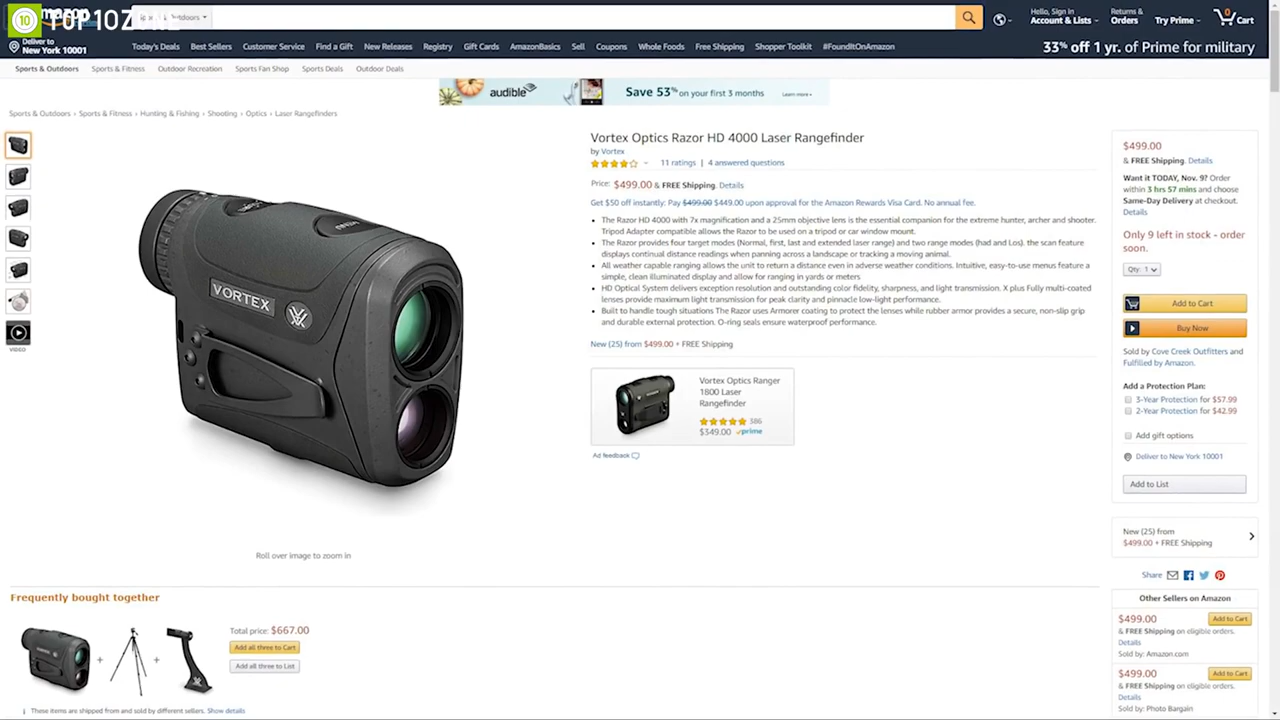 TOP10ZONE
Sports & Outdoors
Hello, Sign in
Account & Lists
Returns &
Orders
Try Prime
0
Cart
Deliver to
New York 10001
Today's Deals Best Sellers Customer Service Find a Gift New Releases Registry Gift Cards AmazonBasics Sell Coupons Whole Foods Free Shipping Shopper Toolkit #FoundItOnAmazon
33% off 1 yr. of Prime for military
Sports & Outdoors Sports & Fitness Outdoor Recreation Sports Fan Shop Sports Deals Outdoor Deals
audible Save 53% on your first 3 months Learn more
Sports & Outdoors › Sports & Fitness › Hunting & Fishing › Shooting › Optics › Laser Rangefinders
VORTEX
VIDEO
Roll over image to zoom in
Vortex Optics Razor HD 4000 Laser Rangefinder
by Vortex
11 ratings | 4 answered questions
Price: $499.00 & FREE Shipping. Details
Get $50 off instantly: Pay $499.00 $449.00 upon approval for the Amazon Rewards Visa Card. No annual fee.
The Razor HD 4000 with 7x magnification and a 25mm objective lens is the essential companion for the extreme hunter, archer and shooter.
Tripod Adapter compatible allows the Razor to be used on a tripod or car window mount.
The Razor provides four target modes (Normal, first, last and extended laser range) and two range modes (had and Los). the scan feature
displays continual distance readings when panning across a landscape or tracking a moving animal.
All weather capable ranging allows the unit to return a distance even in adverse weather conditions. Intuitive, easy-to-use menus feature a
simple, clean illuminated display and allow for ranging in yards or meters
HD Optical System delivers exception resolution and outstanding color fidelity, sharpness, and light transmission. X plus Fully multi-coated
lenses provide maximum light transmission for peak clarity and pinnacle low-light performance.
Built to handle tough situations The Razor uses Armorer coating to protect the lenses while rubber armor provides a secure, non-slip grip
and durable external protection. O-ring seals ensure waterproof performance.
New (25) from $499.00 + FREE Shipping
Vortex Optics Ranger
1800 Laser
Rangefinder
386
$349.00 prime
Ad feedback
$499.00
& FREE Shipping. Details
Want it TODAY, Nov. 9? Order
within 3 hrs 57 mins and choose
Same-Day Delivery at checkout.
Details
Only 9 left in stock - order
soon.
Qty: 1
Add to Cart
Buy Now
Sold by Cove Creek Outfitters and
Fulfilled by Amazon.
Add a Protection Plan:
3-Year Protection for $57.99
2-Year Protection for $42.99
Add gift options
Deliver to New York 10001
Add to List
New (25) from
$499.00 + FREE Shipping
Share
Other Sellers on Amazon
$499.00 Add to Cart
& FREE Shipping on eligible orders.
Details
Sold by: Amazon.com
$499.00 Add to Cart
& FREE Shipping on eligible orders.
Details
Sold by: Photo Bargain
Frequently bought together
Total price: $667.00
Add all three to Cart
Add all three to List
These items are shipped from and sold by different sellers. Show details